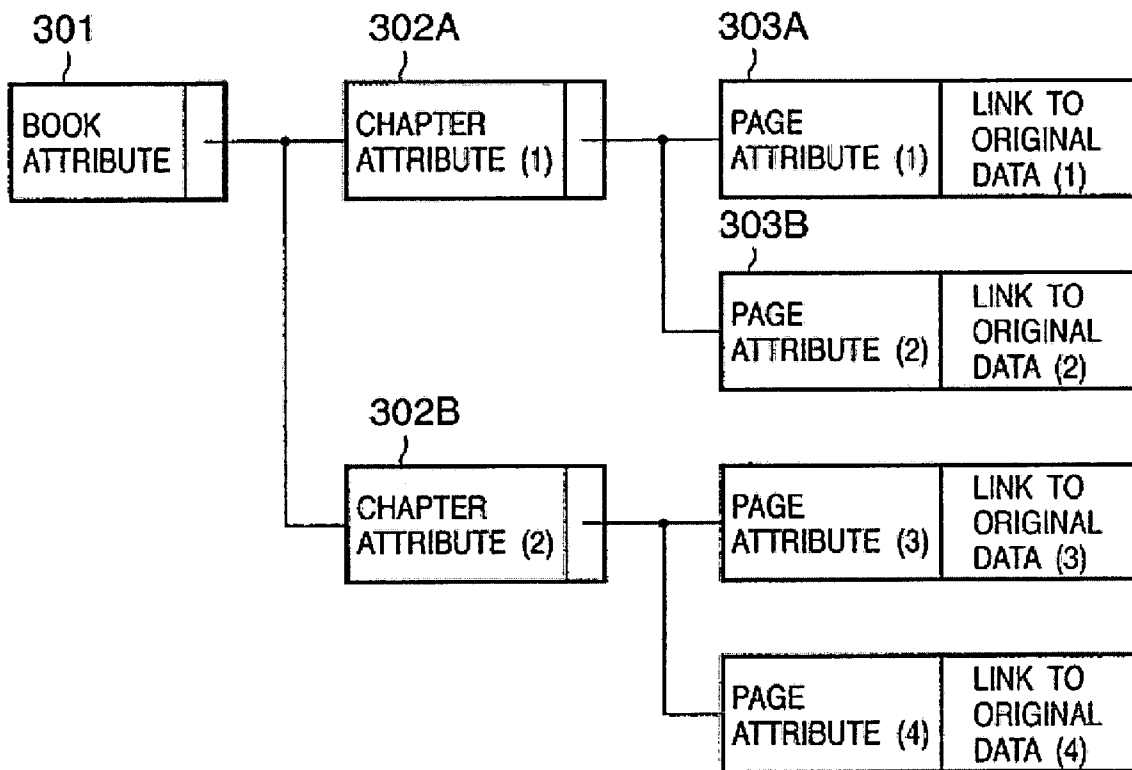 301
302A
303A
BOOK
ATTRIBUTE
CHAPTER
ATTRIBUTE (1)
PAGE
ATTRIBUTE (1)
LINK TO
ORIGINAL
DATA (1)
303B
PAGE
ATTRIBUTE (2)
LINK TO
ORIGINAL
DATA (2)
302B
CHAPTER
ATTRIBUTE (2)
PAGE
ATTRIBUTE (3)
LINK TO
ORIGINAL
DATA (3)
PAGE
ATTRIBUTE (4)
LINK TO
ORIGINAL
DATA (4)